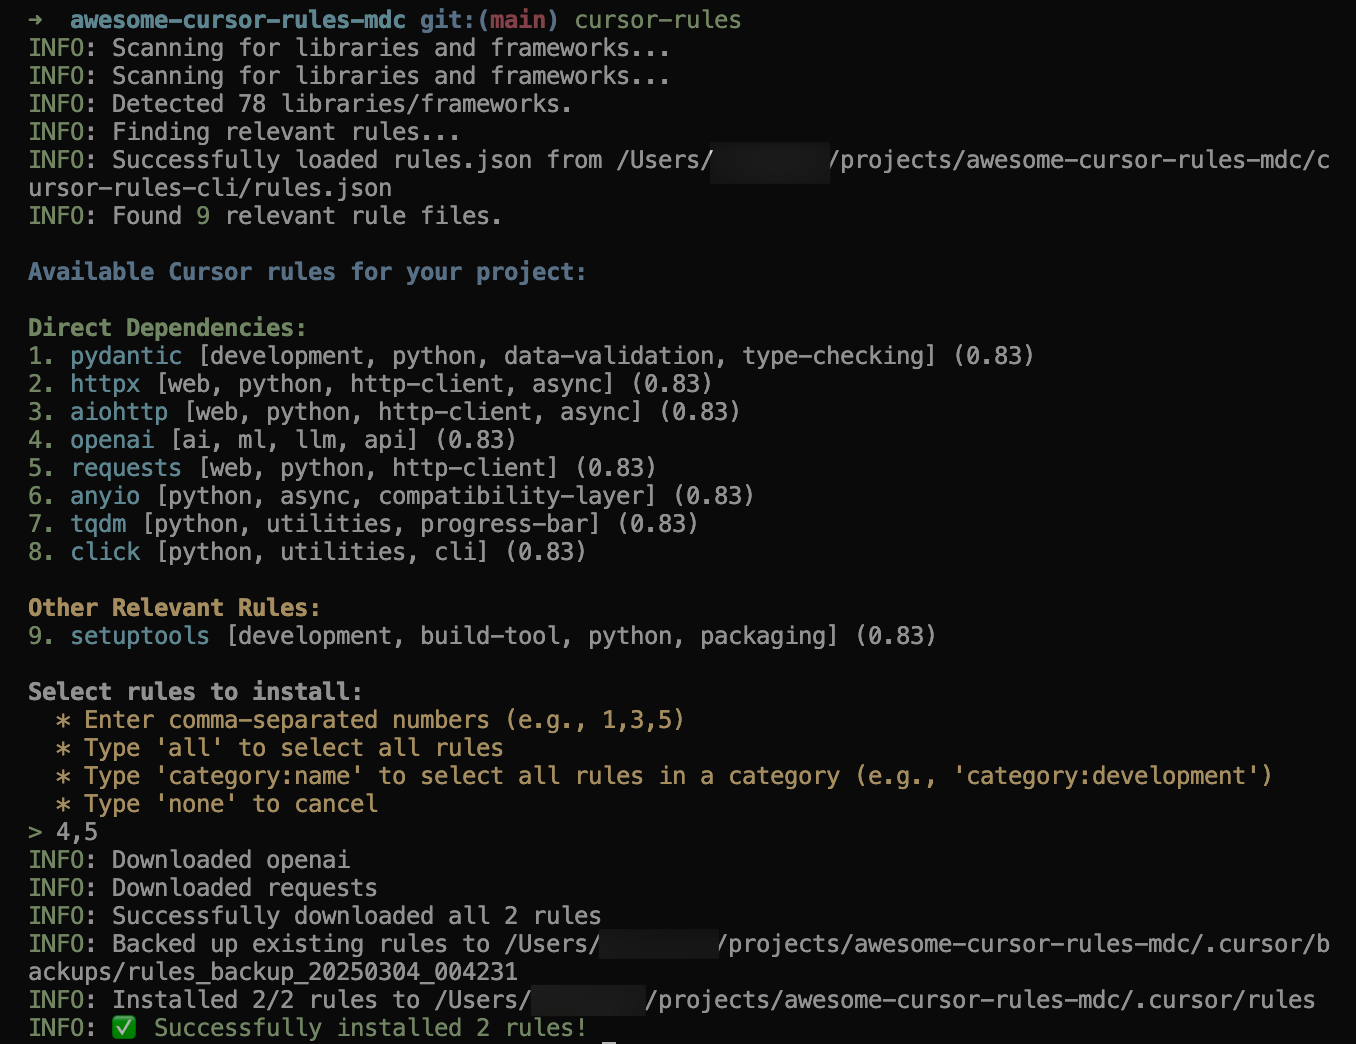 ➜  awesome-cursor-rules-mdc git:(main) cursor-rules
INFO: Scanning for libraries and frameworks...
INFO: Scanning for libraries and frameworks...
INFO: Detected 78 libraries/frameworks.
INFO: Finding relevant rules...
INFO: Successfully loaded rules.json from /Users/ /projects/awesome-cursor-rules-mdc/c
ursor-rules-cli/rules.json
INFO: Found 9 relevant rule files.
Available Cursor rules for your project:
Direct Dependencies:
1. pydantic [development, python, data-validation, type-checking] (0.83)
2. httpx [web, python, http-client, async] (0.83)
3. aiohttp [web, python, http-client, async] (0.83)
4. openai [ai, ml, llm, api] (0.83)
5. requests [web, python, http-client] (0.83)
6. anyio [python, async, compatibility-layer] (0.83)
7. tqdm [python, utilities, progress-bar] (0.83)
8. click [python, utilities, cli] (0.83)
Other Relevant Rules:
9. setuptools [development, build-tool, python, packaging] (0.83)
Select rules to install:
  * Enter comma-separated numbers (e.g., 1,3,5)
  * Type 'all' to select all rules
  * Type 'category:name' to select all rules in a category (e.g., 'category:development')
  * Type 'none' to cancel
> 4,5
INFO: Downloaded openai
INFO: Downloaded requests
INFO: Successfully downloaded all 2 rules
INFO: Backed up existing rules to /Users/ /projects/awesome-cursor-rules-mdc/.cursor/b
ackups/rules_backup_20250304_004231
INFO: Installed 2/2 rules to /Users/ /projects/awesome-cursor-rules-mdc/.cursor/rules
INFO: ✅ Successfully installed 2 rules!